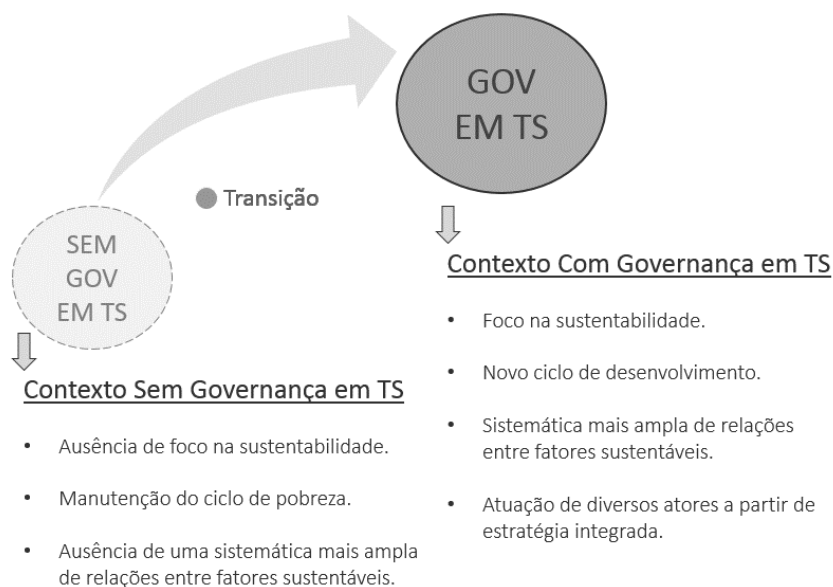 GOV
EM TS
Transição
SEM
GOV
EM TS
Contexto Com Governança em TS
• Foco na sustentabilidade.
• Novo ciclo de desenvolvimento.
• Sistemática mais ampla de relações
entre fatores sustentáveis.
• Atuação de diversos atores a partir de
estratégia integrada.
Contexto Sem Governança em TS
• Ausência de foco na sustentabilidade.
• Manutenção do ciclo de pobreza.
• Ausência de uma sistemática mais ampla
de relações entre fatores sustentáveis.